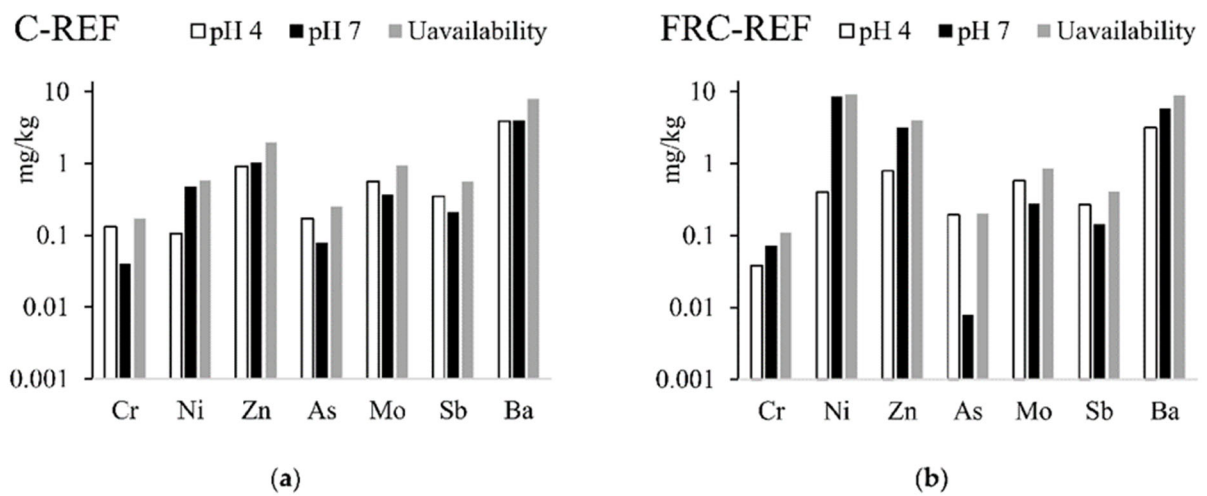 C-REF pH 4 pH 7 Uavailability
mg/kg
10
1
0.1
0.01
0.001
Cr Ni Zn As Mo Sb Ba
(a)
FRC-REF pH 4 pH 7 Uavailability
mg/kg
10
1
0.1
0.01
0.001
Cr Ni Zn As Mo Sb Ba
(b)